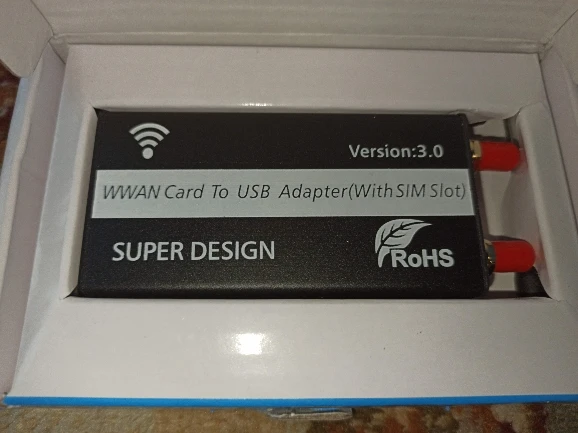 Version:3.0
WWAN Card To USB Adapter(With SIM Slot)
SUPER DESIGN
RoHS